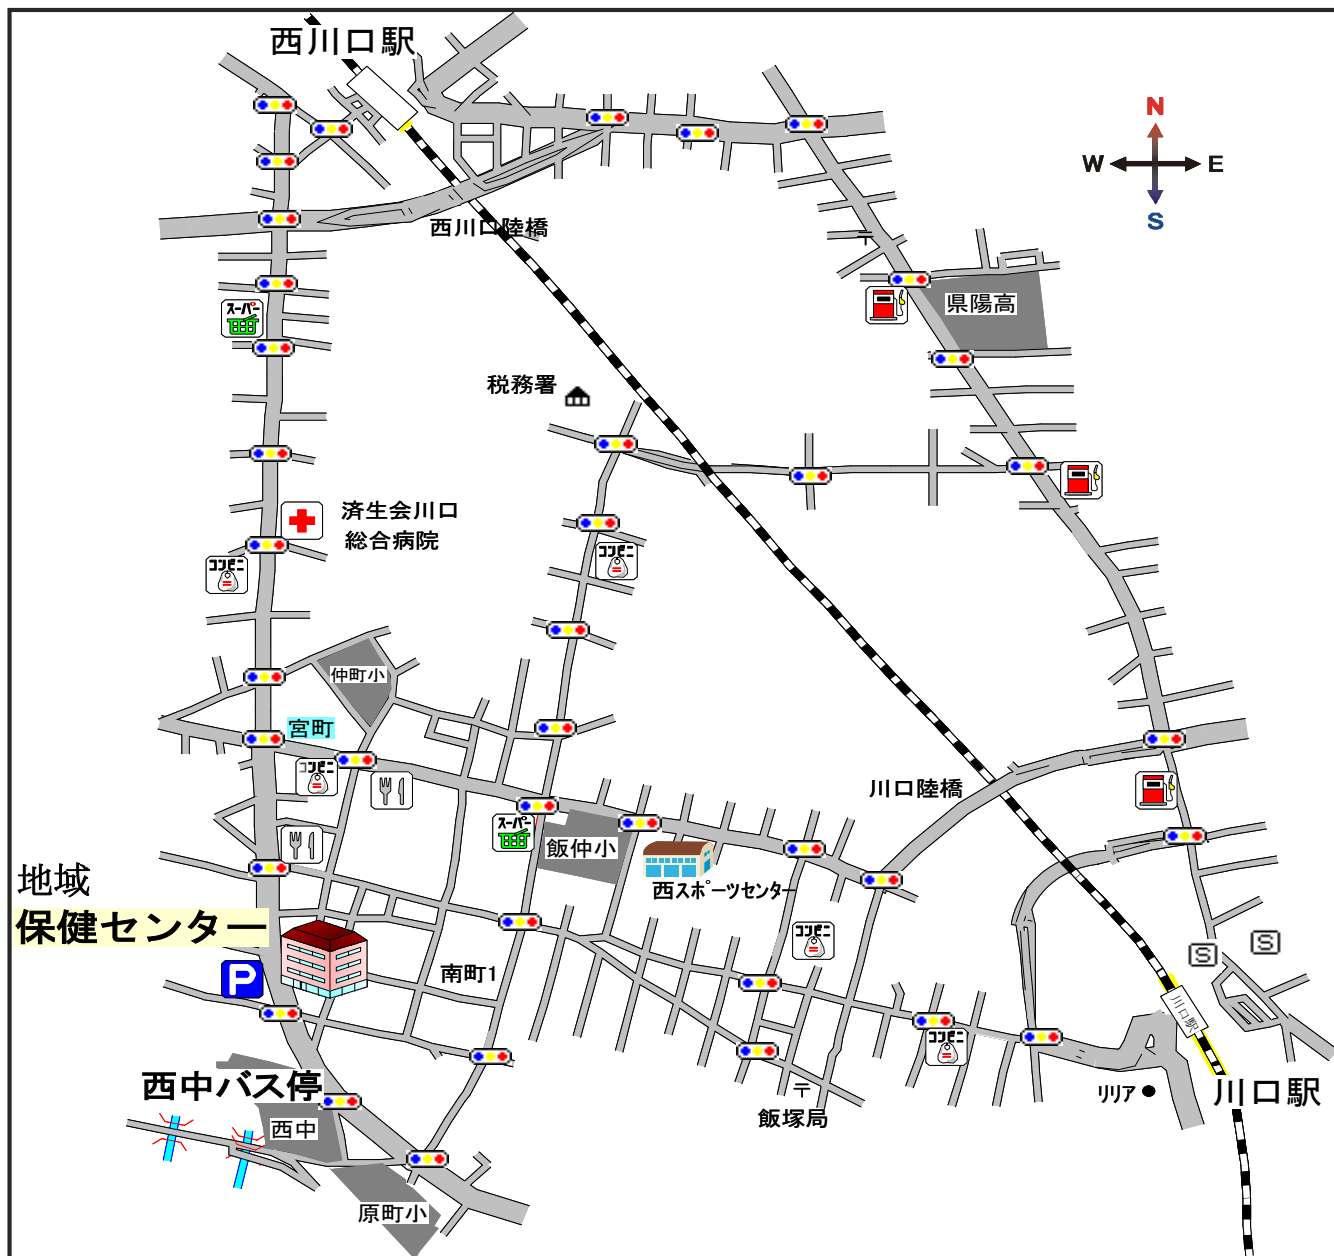 西川口駅
N
W
E
S
西川口陸橋
県陽高
スーパー
税務署
済生会川口
総合病院
コンビニ
コンビニ
仲町小
宮町
コンビニ
川口陸橋
スーパー
飯仲小
西スポーツセンター
地域
保健センター
コンビニ
P
南町1
S
S
川口駅
コンビニ
西中バス停
〒
飯塚局
リリア
川口駅
西中
原町小